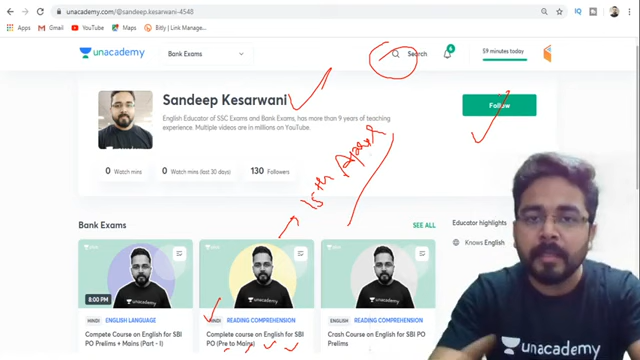 unacademy.com/@sandeep.kesarwani-4548
Apps
Gmail
YouTube
Maps
Bitly | Link Manage...
unacademy
Bank Exams
Search
6
59 minutes today
Sandeep Kesarwani
Follow
English Educator of SSC Exams and Bank Exams, has more than 9 years of teaching
experience. Multiple videos are in millions on YouTube.
0 Watch mins
0 Watch mins (last 30 days)
130 Followers
15th April
Bank Exams
SEE ALL
Educator highlights
Knows English
8:00 PM
unacademy
unacademy
unacademy
HINDI ENGLISH LANGUAGE
Compete Course on English for SBI
PO Prelims + Mains (Part - I)
HINDI READING COMPREHENSION
Complete course on English for SBI
PO (Pre to Mains)
ENGLISH READING COMPREHENSION
Crash Course on English for SBI
PO Prelims